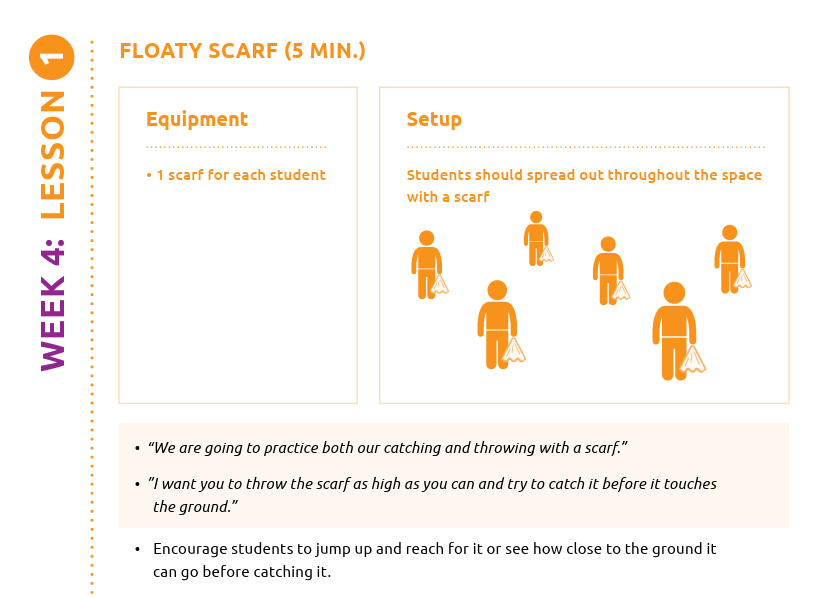 WEEK 4: LESSON 1
FLOATY SCARF (5 MIN.)
Equipment
• 1 scarf for each student
Setup
Students should spread out throughout the space
with a scarf
• “We are going to practice both our catching and throwing with a scarf.”
• ”I want you to throw the scarf as high as you can and try to catch it before it touches
the ground.”
• Encourage students to jump up and reach for it or see how close to the ground it
can go before catching it.